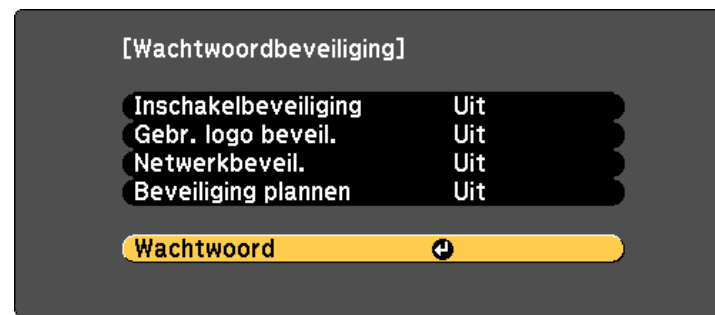 [Wachtwoordbeveiliging]
Inschakelbeveiliging Uit
Gebr. logo beveil. Uit
Netwerkbeveil. Uit
Beveiliging plannen Uit
Wachtwoord